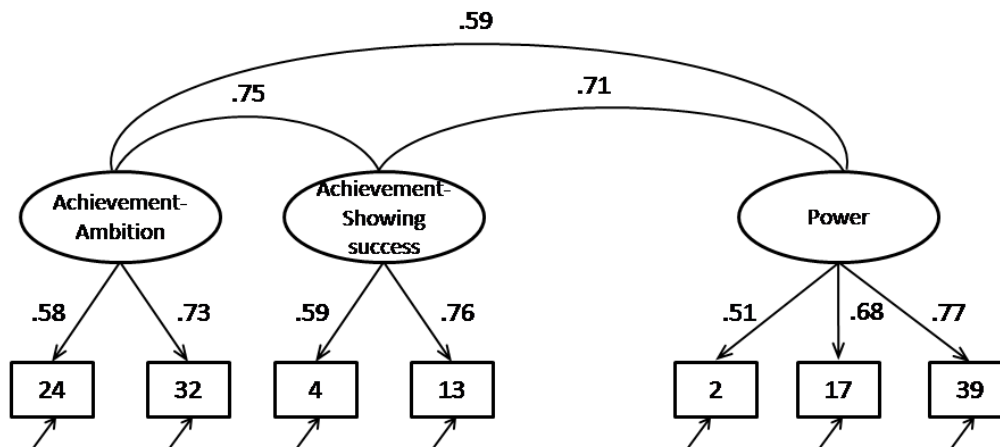 .59
.75
.71
Achievement-
Ambition
Achievement-
Showing
success
Power
.58
.73
.59
.76
.51
.68
.77
24
32
4
13
2
17
39